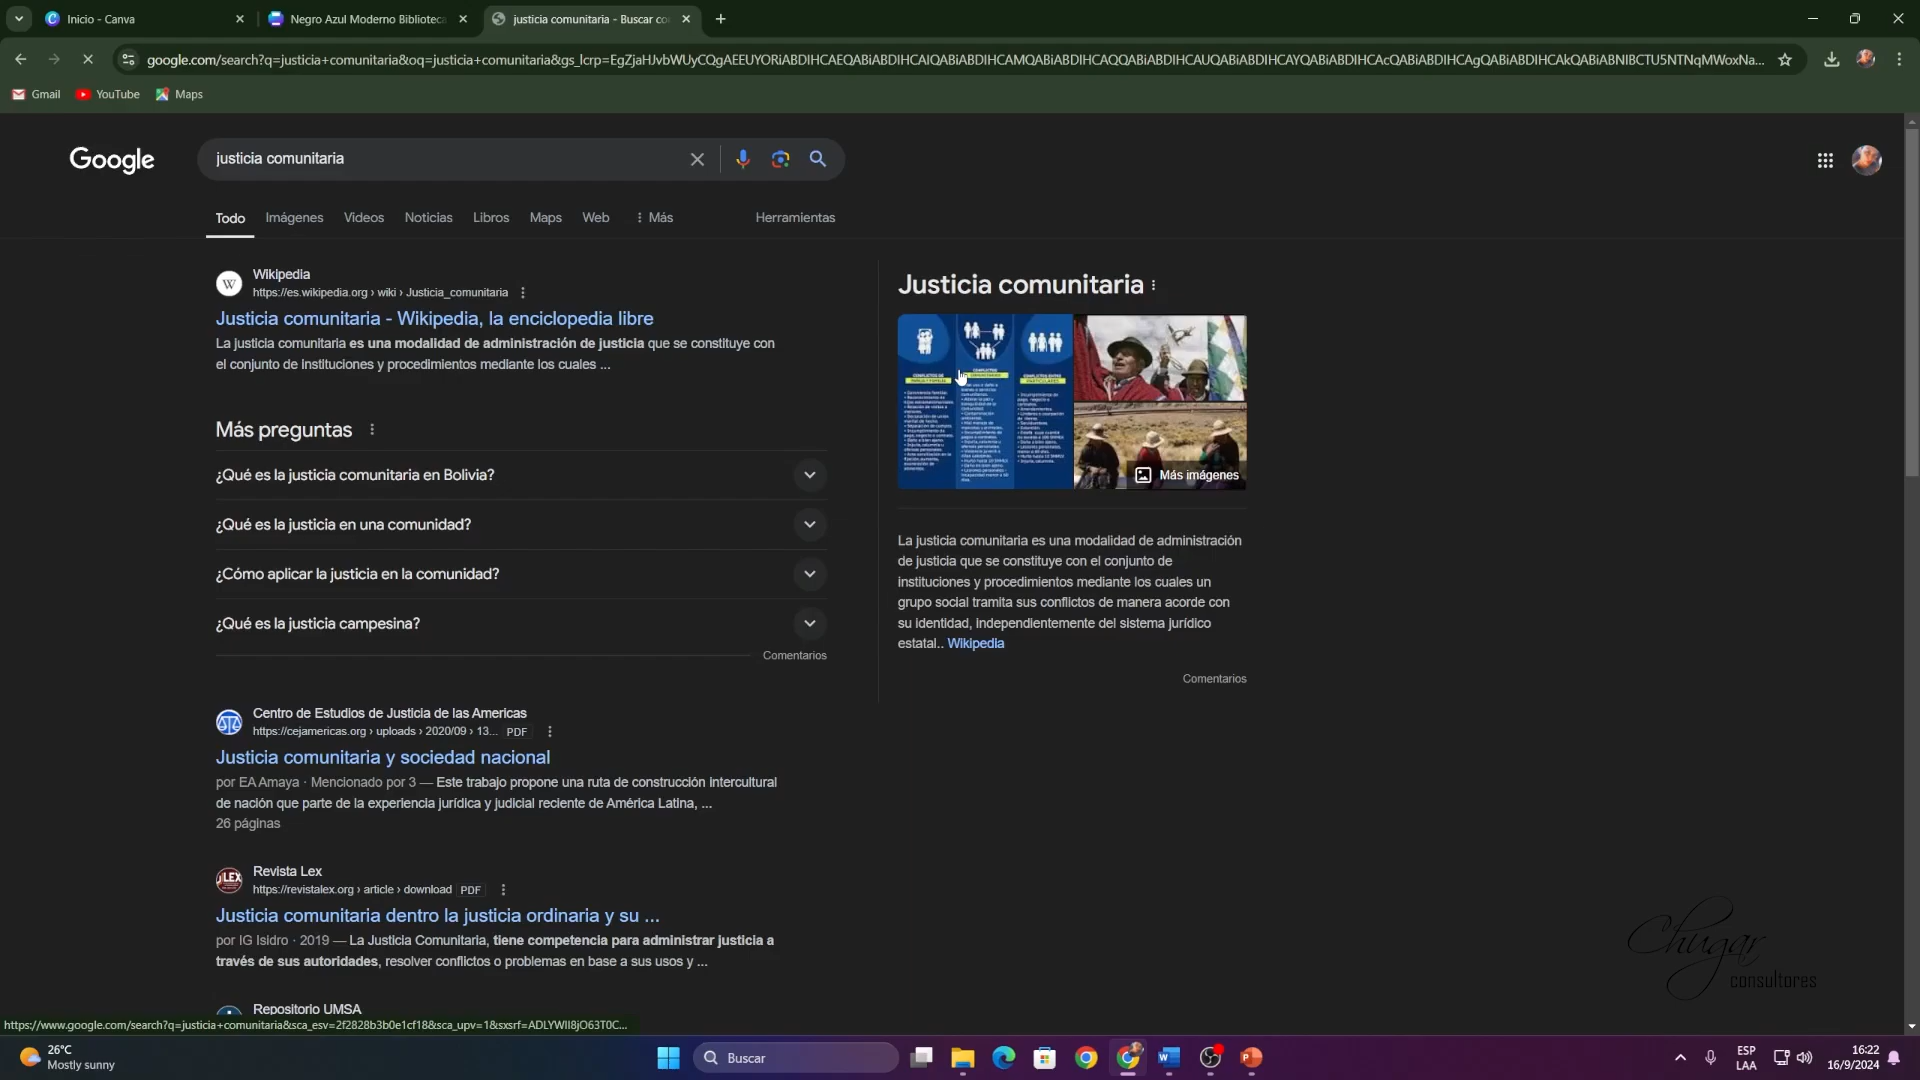 Inicio - Canva
Negro Azul Moderno Biblioteca
justicia comunitaria - Buscar co
google.com/search?q=justicia+comunitaria&oq=justicia+comunitaria&gs_lcrp=
Gmail
YouTube
Maps
Google
justicia comunitaria
Todo
Imágenes
Videos
Noticias
Libros
Maps
Web
Más
Herramientas
W
Wikipedia
https://es.wikipedia.org › wiki › Justicia_comunitaria
Justicia comunitaria - Wikipedia, la enciclopedia libre
La justicia comunitaria es una modalidad de administración de justicia que se constituye con
el conjunto de instituciones y procedimientos mediante los cuales ...
Más preguntas
¿Qué es la justicia comunitaria en Bolivia?
¿Qué es la justicia en una comunidad?
¿Cómo aplicar la justicia en la comunidad?
¿Qué es la justicia campesina?
Comentarios
Centro de Estudios de Justicia de las Americas
https://cejamericas.org › uploads › 2020/09 › 13... PDF
Justicia comunitaria y sociedad nacional
por EA Amaya · Mencionado por 3 — Este trabajo propone una ruta de construcción intercultural
de nación que parte de la experiencia jurídica y judicial reciente de América Latina, ...
26 páginas
Revista Lex
https://revistalex.org › article › download PDF
Justicia comunitaria dentro la justicia ordinaria y su ...
por IG Isidro · 2019 — La Justicia Comunitaria, tiene competencia para administrar justicia a
través de sus autoridades, resolver conflictos o problemas en base a sus usos y ...
Repositorio UMSA
Justicia comunitaria
Más imágenes
La justicia comunitaria es una modalidad de administración
de justicia que se constituye con el conjunto de
instituciones y procedimientos mediante los cuales un
grupo social tramita sus conflictos de manera acorde con
su identidad, independientemente del sistema jurídico
estatal.. Wikipedia
Comentarios
Chugar
consultores
https://www.google.com/search?q=justicia+comunitaria&sca_esv=2f2828b3b0e1cf18&sca_upv=1&sxsrf=
26°C
Mostly sunny
Buscar
ESP
LAA
16:22
16/9/2024